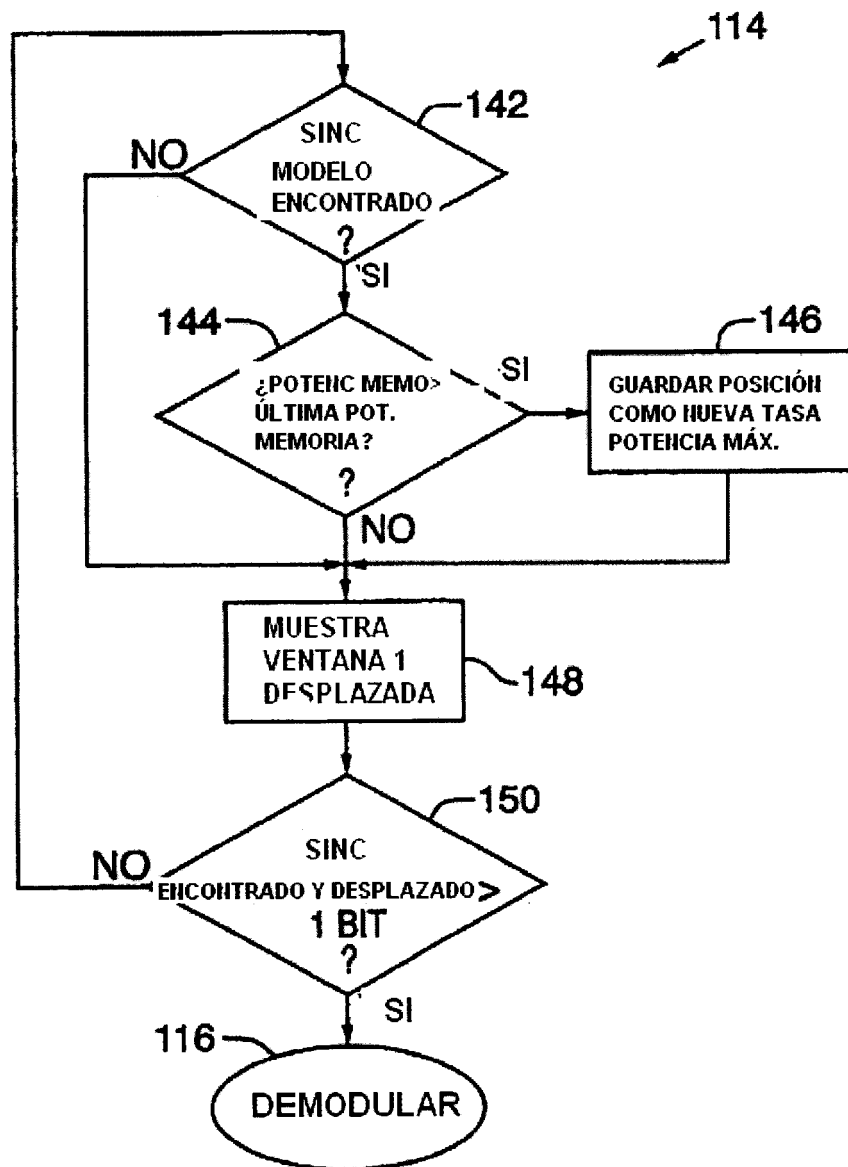 114
142
SINC
MODELO
ENCONTRADO
?
NO
SI
144
¿POTENC MEMO>
ÚLTIMA POT.
MEMORIA?
?
SI
146
GUARDAR POSICIÓN
COMO NUEVA TASA
POTENCIA MÁX.
NO
MUESTRA
VENTANA 1
DESPLAZADA
148
150
SINC
ENCONTRADO Y DESPLAZADO >
1 BIT
?
NO
SI
116
DEMODULAR